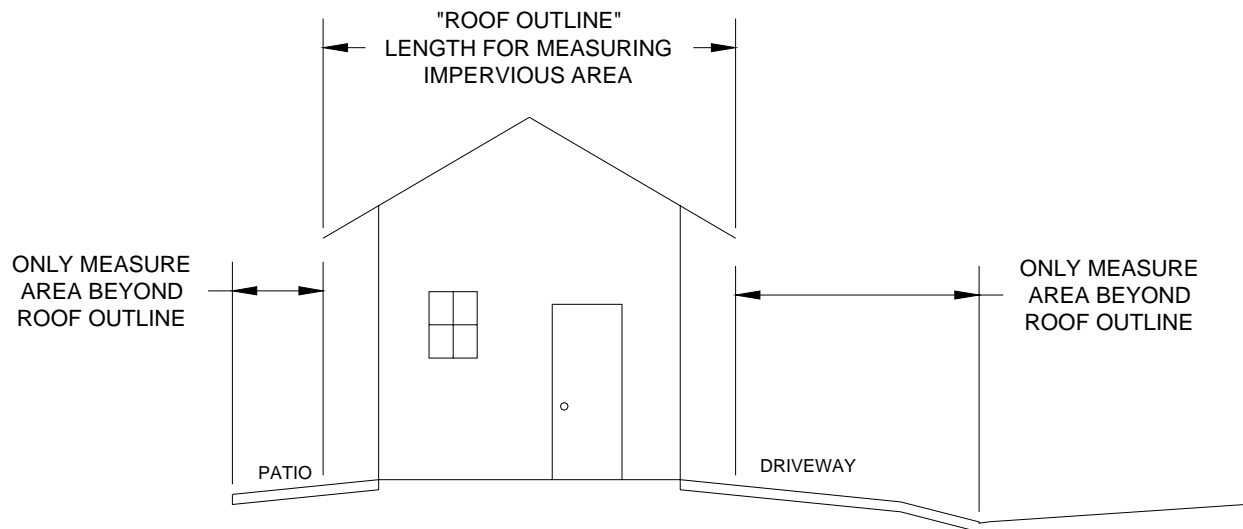 "ROOF OUTLINE"
LENGTH FOR MEASURING
IMPERVIOUS AREA
ONLY MEASURE
AREA BEYOND
ROOF OUTLINE
ONLY MEASURE
AREA BEYOND
ROOF OUTLINE
PATIO
DRIVEWAY